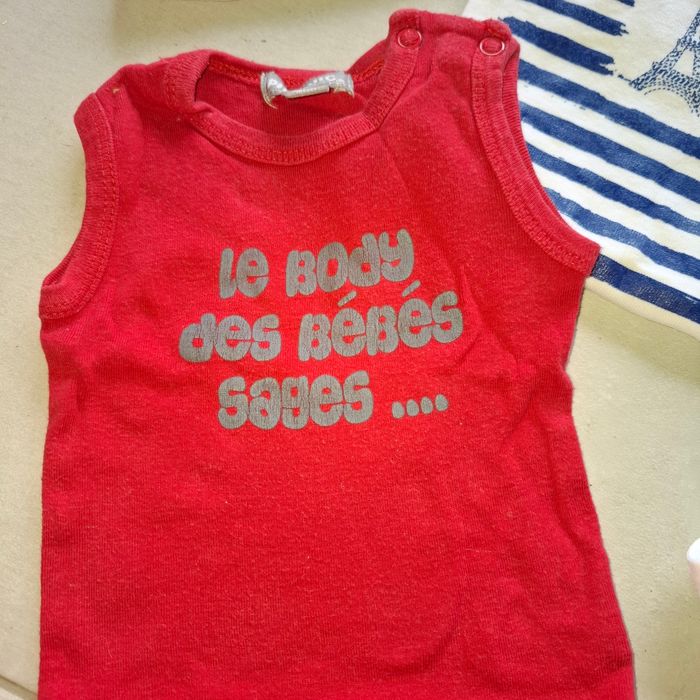 Le Body
des Bébés
sages ....